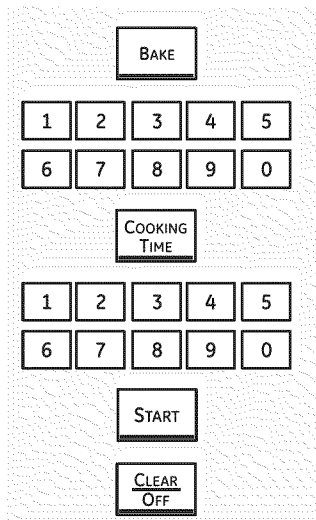 BAKE
1 2 3 4 5
6 7 8 9 0
COOKING
TIME
1 2 3 4 5
6 7 8 9 0
START
CLEAR
OFF